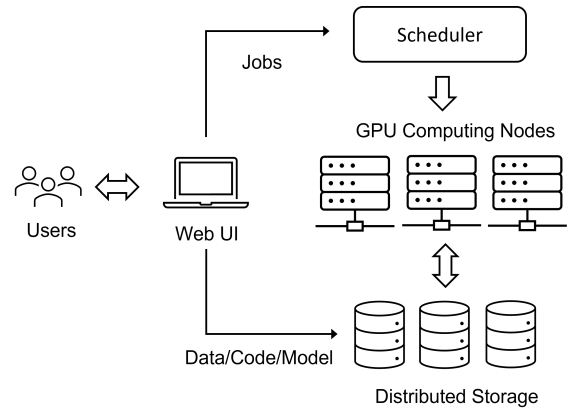 Scheduler
Jobs
GPU Computing Nodes
Users
Web UI
Data/Code/Model
Distributed Storage